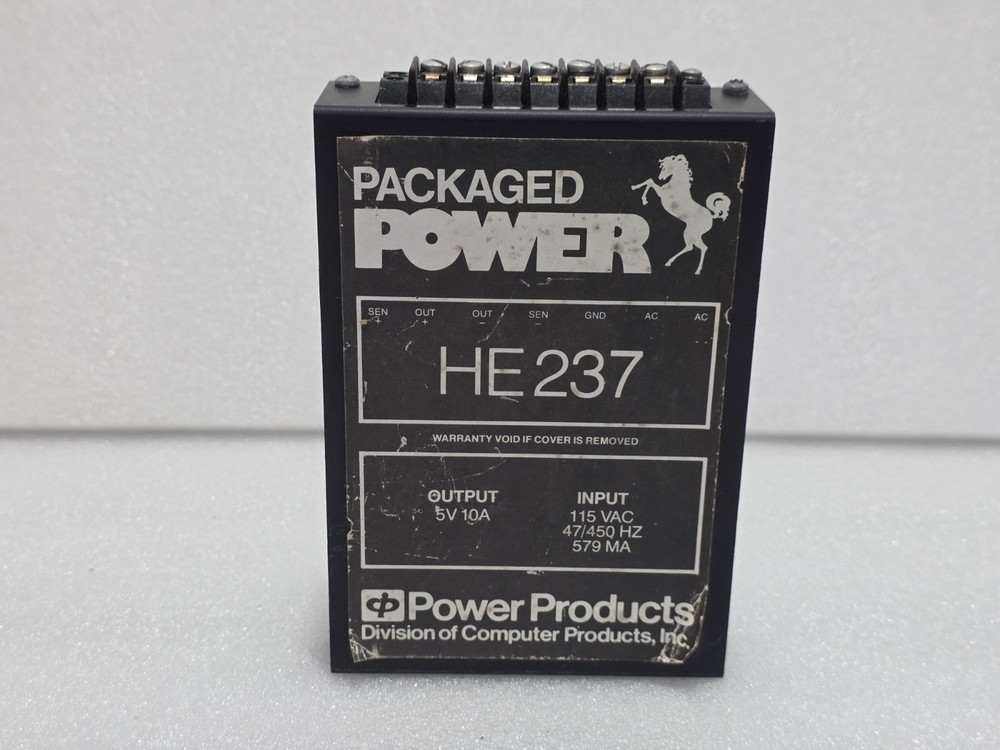 PACKAGED
POWER
SEN OUT OUT SEN GND AC AC
+ + - -
HE 237
WARRANTY VOID IF COVER IS REMOVED
OUTPUT INPUT
5V 10A 115 VAC
47/450 HZ
579 MA
cp Power Products
Division of Computer Products, Inc.